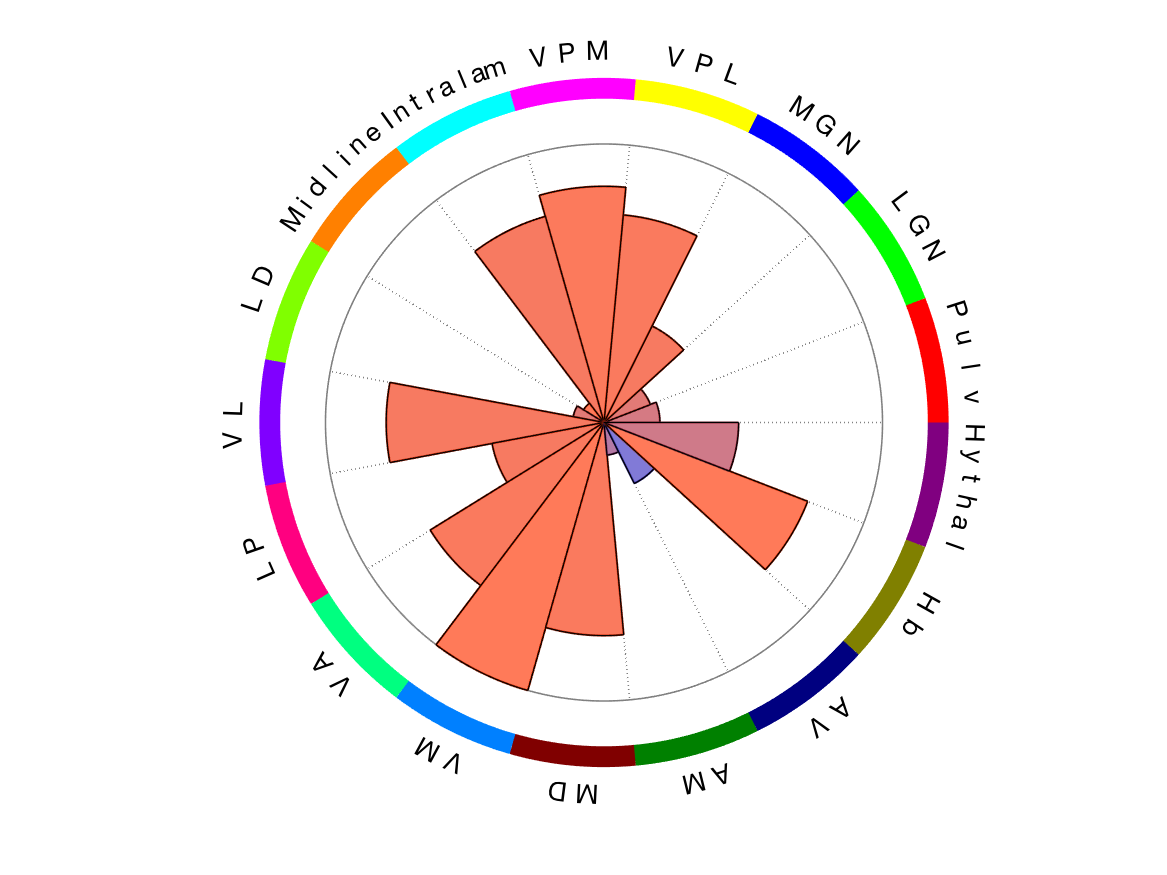 VPM
VPL
MGN
LGN
Pulv
Hythal
Hb
AV
AM
MD
VM
VA
LP
VL
LD
Midline
Intralam